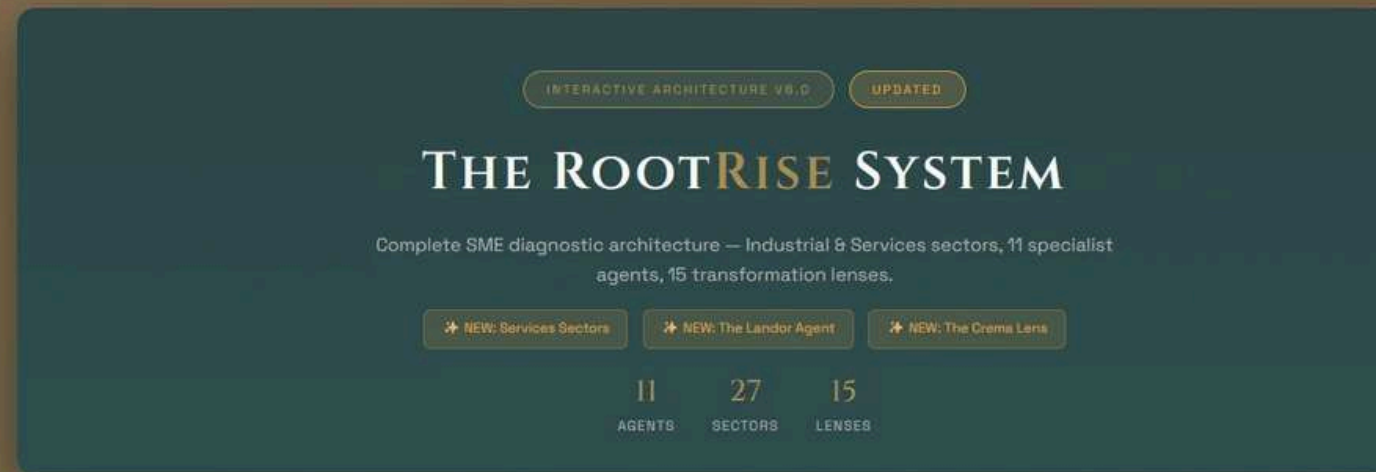 INTERACTIVE ARCHITECTURE V6.0
UPDATED
THE ROOTRISE SYSTEM
Complete SME diagnostic architecture — Industrial & Services sectors, 11 specialist
agents, 15 transformation lenses.
✨ NEW: Services Sectors
✨ NEW: The Landor Agent
✨ NEW: The Crema Lens
11 27 15
AGENTS SECTORS LENSES